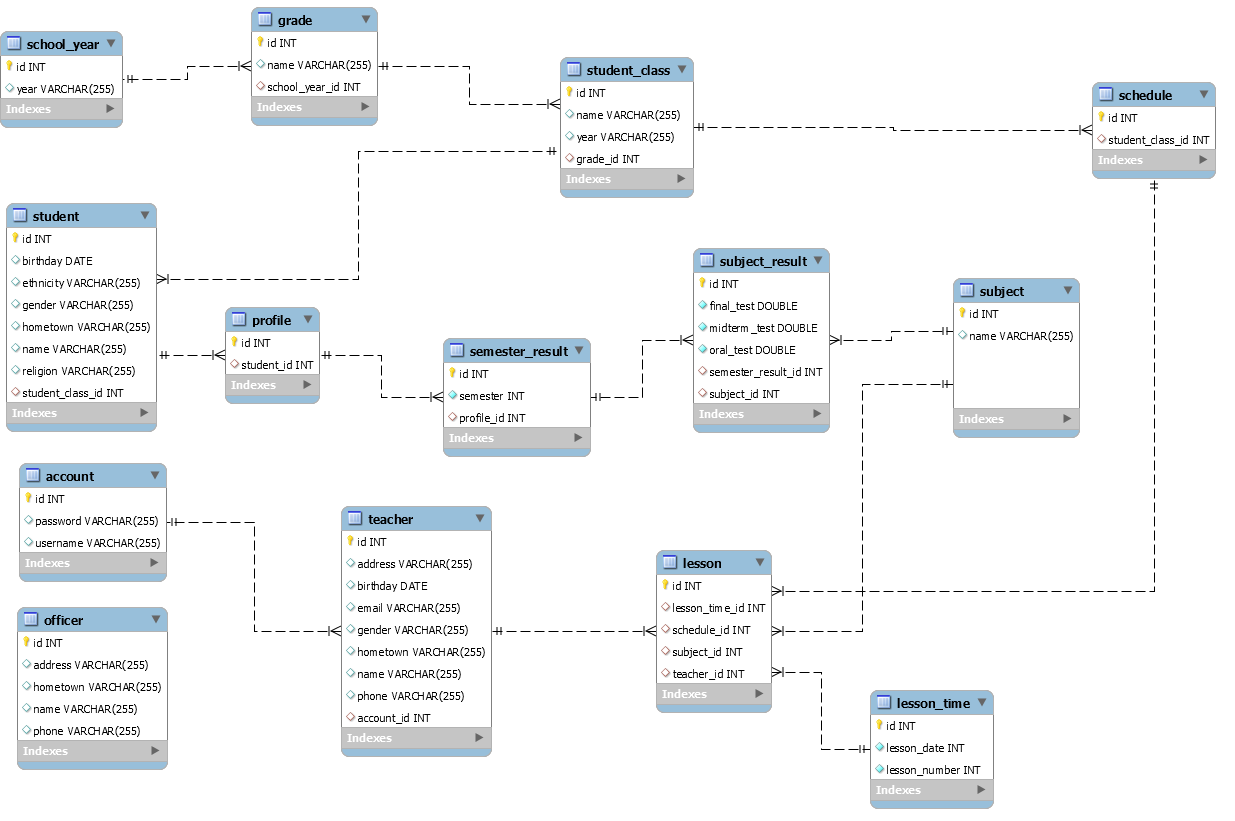 school_year
id INT
year VARCHAR(255)
Indexes
grade
id INT
name VARCHAR(255)
school_year_id INT
Indexes
student_class
id INT
name VARCHAR(255)
year VARCHAR(255)
grade_id INT
Indexes
schedule
id INT
student_class_id INT
Indexes
student
id INT
birthday DATE
ethnicity VARCHAR(255)
gender VARCHAR(255)
hometown VARCHAR(255)
name VARCHAR(255)
religion VARCHAR(255)
student_class_id INT
Indexes
profile
id INT
student_id INT
Indexes
semester_result
id INT
semester INT
profile_id INT
Indexes
subject_result
id INT
final_test DOUBLE
midterm_test DOUBLE
oral_test DOUBLE
semester_result_id INT
subject_id INT
Indexes
subject
id INT
name VARCHAR(255)
Indexes
account
id INT
password VARCHAR(255)
username VARCHAR(255)
Indexes
officer
id INT
address VARCHAR(255)
hometown VARCHAR(255)
name VARCHAR(255)
phone VARCHAR(255)
Indexes
teacher
id INT
address VARCHAR(255)
birthday DATE
email VARCHAR(255)
gender VARCHAR(255)
hometown VARCHAR(255)
name VARCHAR(255)
phone VARCHAR(255)
account_id INT
Indexes
lesson
id INT
lesson_time_id INT
schedule_id INT
subject_id INT
teacher_id INT
Indexes
lesson_time
id INT
lesson_date INT
lesson_number INT
Indexes